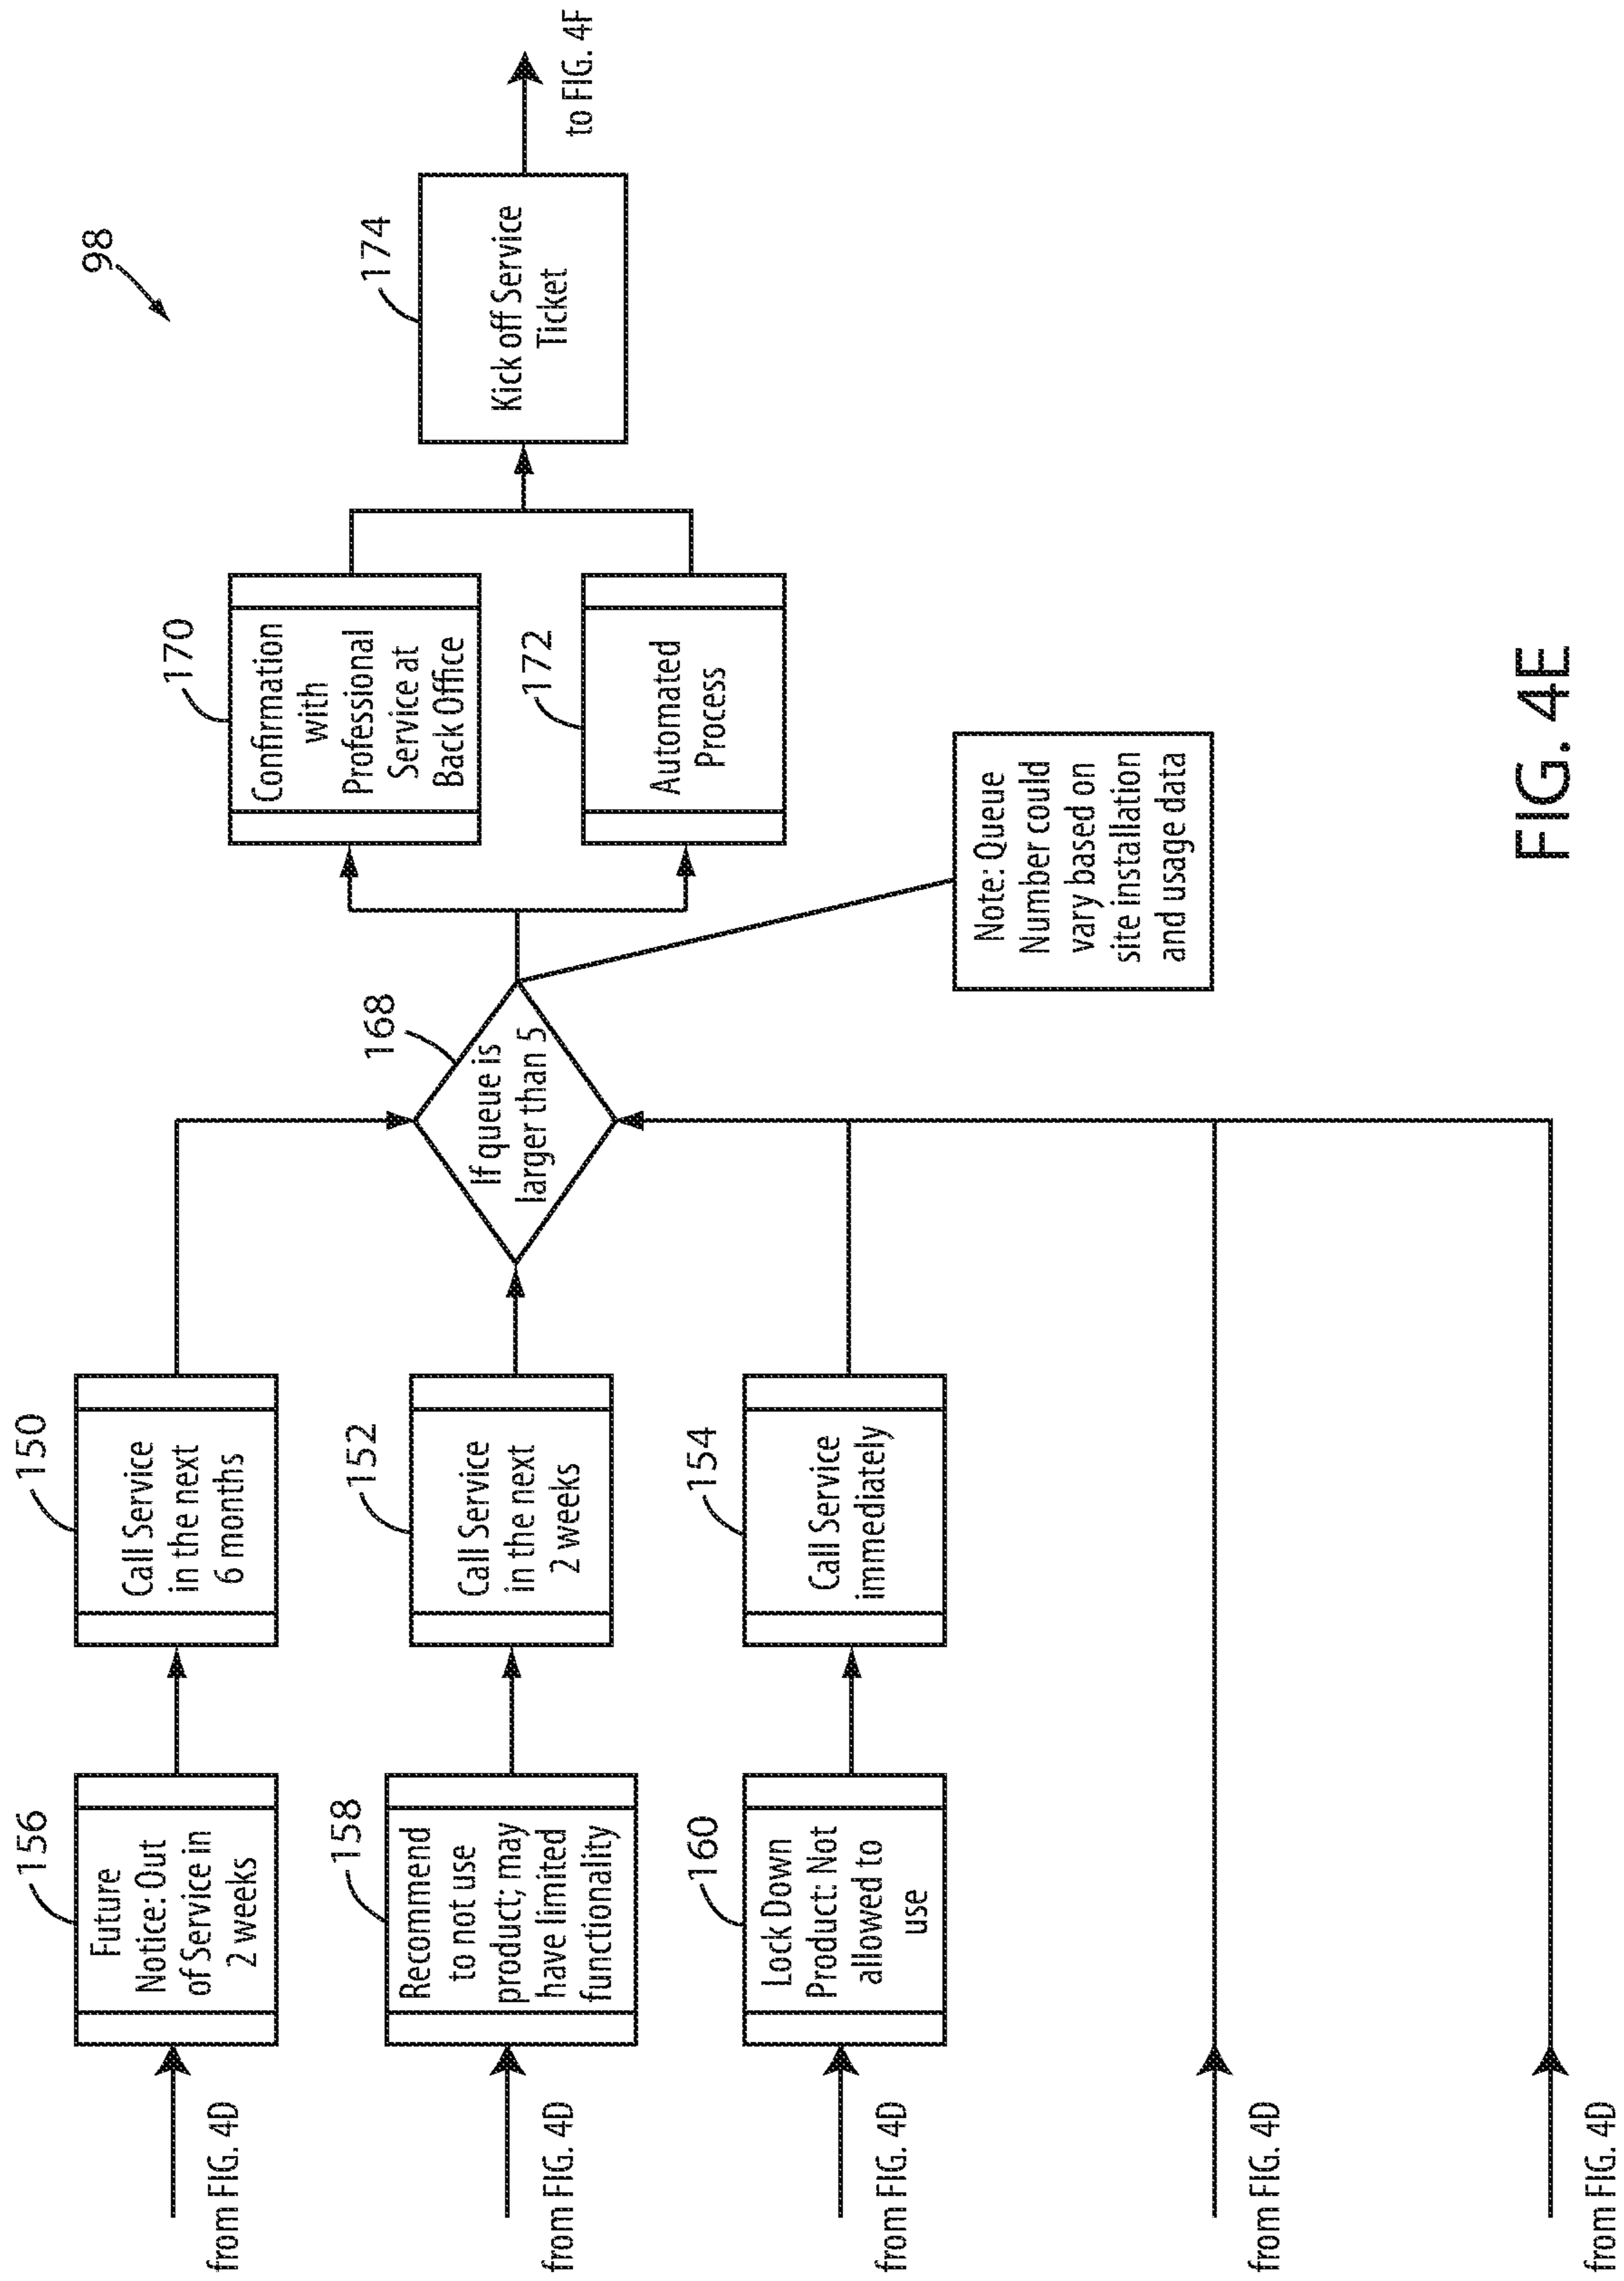 98
156
Future
Notice: Out
of Service in
2 weeks
150
Call Service
in the next
6 months
from FIG. 4D
158
Recommend
to not use
product; may
have limited
functionality
152
Call Service
in the next
2 weeks
from FIG. 4D
160
Lock Down
Product: Not
allowed to
use
154
Call Service
immediately
from FIG. 4D
168
If queue is
larger than 5
170
Confirmation
with
Professional
Service at
Back Office
172
Automated
Process
174
Kick off Service
Ticket
to FIG. 4F
Note: Queue
Number could
vary based on
site installation
and usage data
from FIG. 4D
from FIG. 4D
FIG. 4E